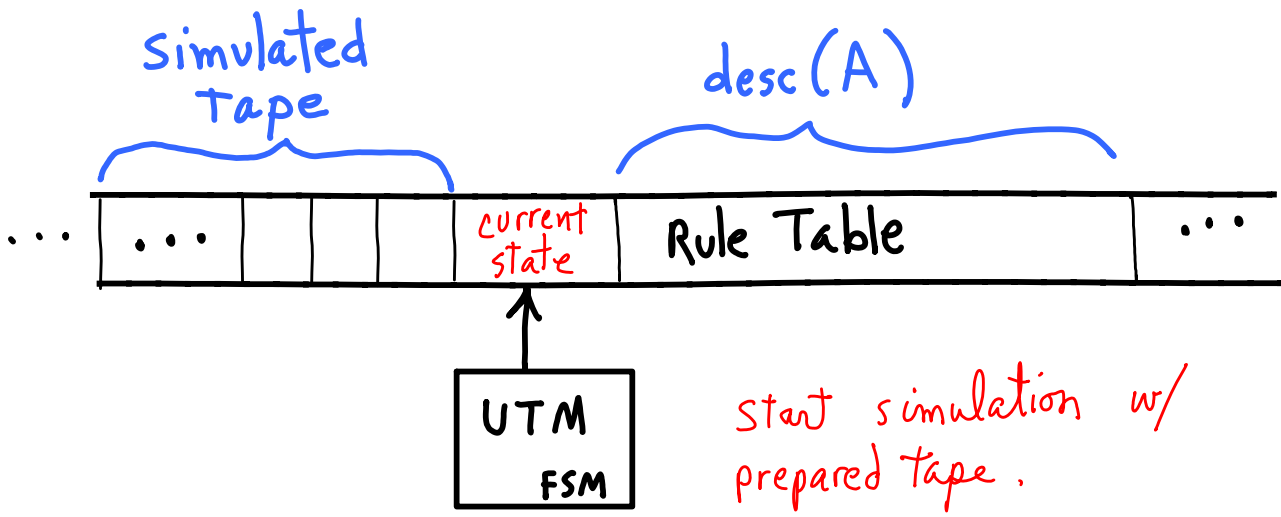 simulated
Tape
desc(A)
... ...
current
state
Rule Table
...
UTM
FSM
start simulation w/
prepared tape.